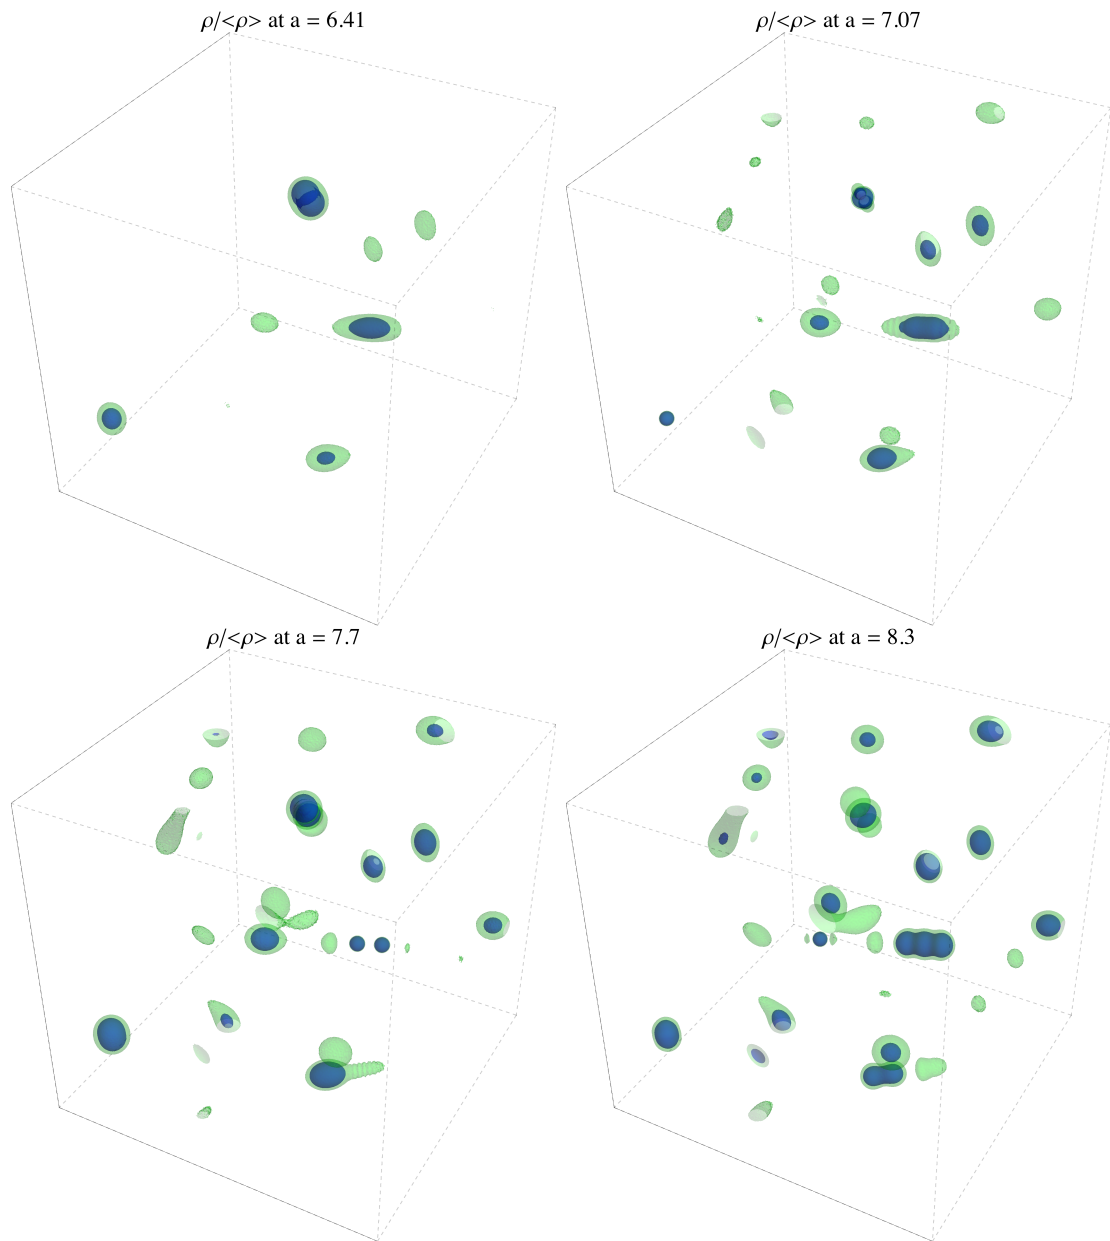 ρ/<ρ> at a = 6.41
ρ/<ρ> at a = 7.07
ρ/<ρ> at a = 7.7
ρ/<ρ> at a = 8.3